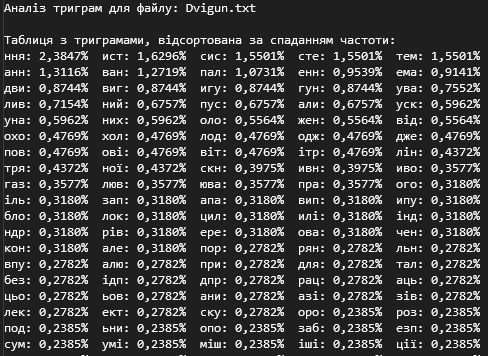 Аналіз триграм для файлу: Dvigun.txt
Таблиця з триграмами, відсортована за спаданням частоти:
ння: 2,3847% ист: 1,6296% сис: 1,5501% сте: 1,5501% тем: 1,5501%
анн: 1,3116% ван: 1,2719% пал: 1,0731% енн: 0,9539% ема: 0,9141%
дви: 0,8744% виг: 0,8744% игу: 0,8744% гун: 0,8744% ува: 0,7552%
лив: 0,7154% ний: 0,6757% пус: 0,6757% али: 0,6757% уск: 0,5962%
уна: 0,5962% них: 0,5962% оло: 0,5564% жен: 0,5564% від: 0,5564%
охо: 0,4769% хол: 0,4769% лод: 0,4769% одж: 0,4769% дже: 0,4769%
пов: 0,4769% ові: 0,4769% віт: 0,4769% ітр: 0,4769% лін: 0,4372%
тря: 0,4372% ної: 0,4372% скн: 0,3975% ивн: 0,3975% иво: 0,3577%
газ: 0,3577% люв: 0,3577% юва: 0,3577% пра: 0,3577% ого: 0,3180%
іль: 0,3180% зап: 0,3180% апа: 0,3180% вип: 0,3180% ипу: 0,3180%
бло: 0,3180% лок: 0,3180% цил: 0,3180% илі: 0,3180% інд: 0,3180%
ндр: 0,3180% рів: 0,3180% ере: 0,3180% ова: 0,3180% чен: 0,3180%
кон: 0,3180% але: 0,3180% пор: 0,2782% рян: 0,2782% льн: 0,2782%
впу: 0,2782% алю: 0,2782% при: 0,2782% для: 0,2782% тал: 0,2782%
без: 0,2782% ідп: 0,2782% дпр: 0,2782% рац: 0,2782% аць: 0,2782%
цьо: 0,2782% ьов: 0,2782% ани: 0,2782% азі: 0,2782% зів: 0,2782%
лек: 0,2782% ект: 0,2782% ску: 0,2782% оро: 0,2385% роз: 0,2385%
под: 0,2385% ьни: 0,2385% опо: 0,2385% заб: 0,2385% езп: 0,2385%
сум: 0,2385% умі: 0,2385% міш: 0,2385% іші: 0,2385% ції: 0,2385%